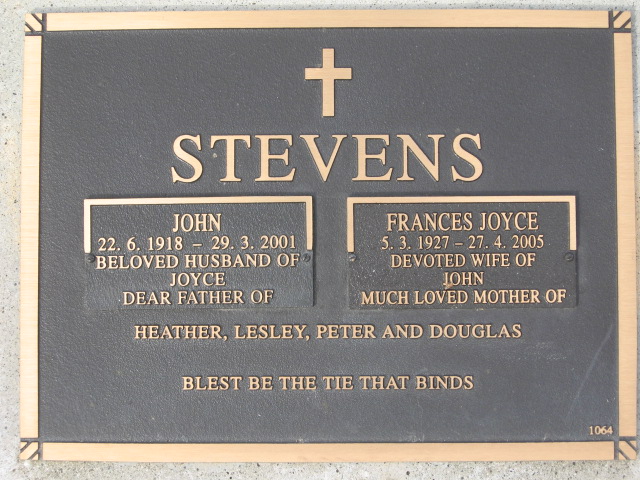 STEVENS
JOHN
22. 6. 1918 – 29. 3. 2001
BELOVED HUSBAND OF
JOYCE
DEAR FATHER OF
FRANCES JOYCE
5. 3. 1927 – 27. 4. 2005
DEVOTED WIFE OF
JOHN
MUCH LOVED MOTHER OF
HEATHER, LESLEY, PETER AND DOUGLAS
BLEST BE THE TIE THAT BINDS
1064